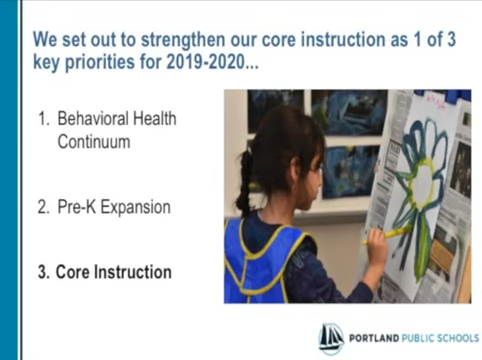 We set out to strengthen our core instruction as 1 of 3
key priorities for 2019-2020...
1. Behavioral Health
Continuum
2. Pre-K Expansion
3. Core Instruction
PORTLAND PUBLIC SCHOOLS